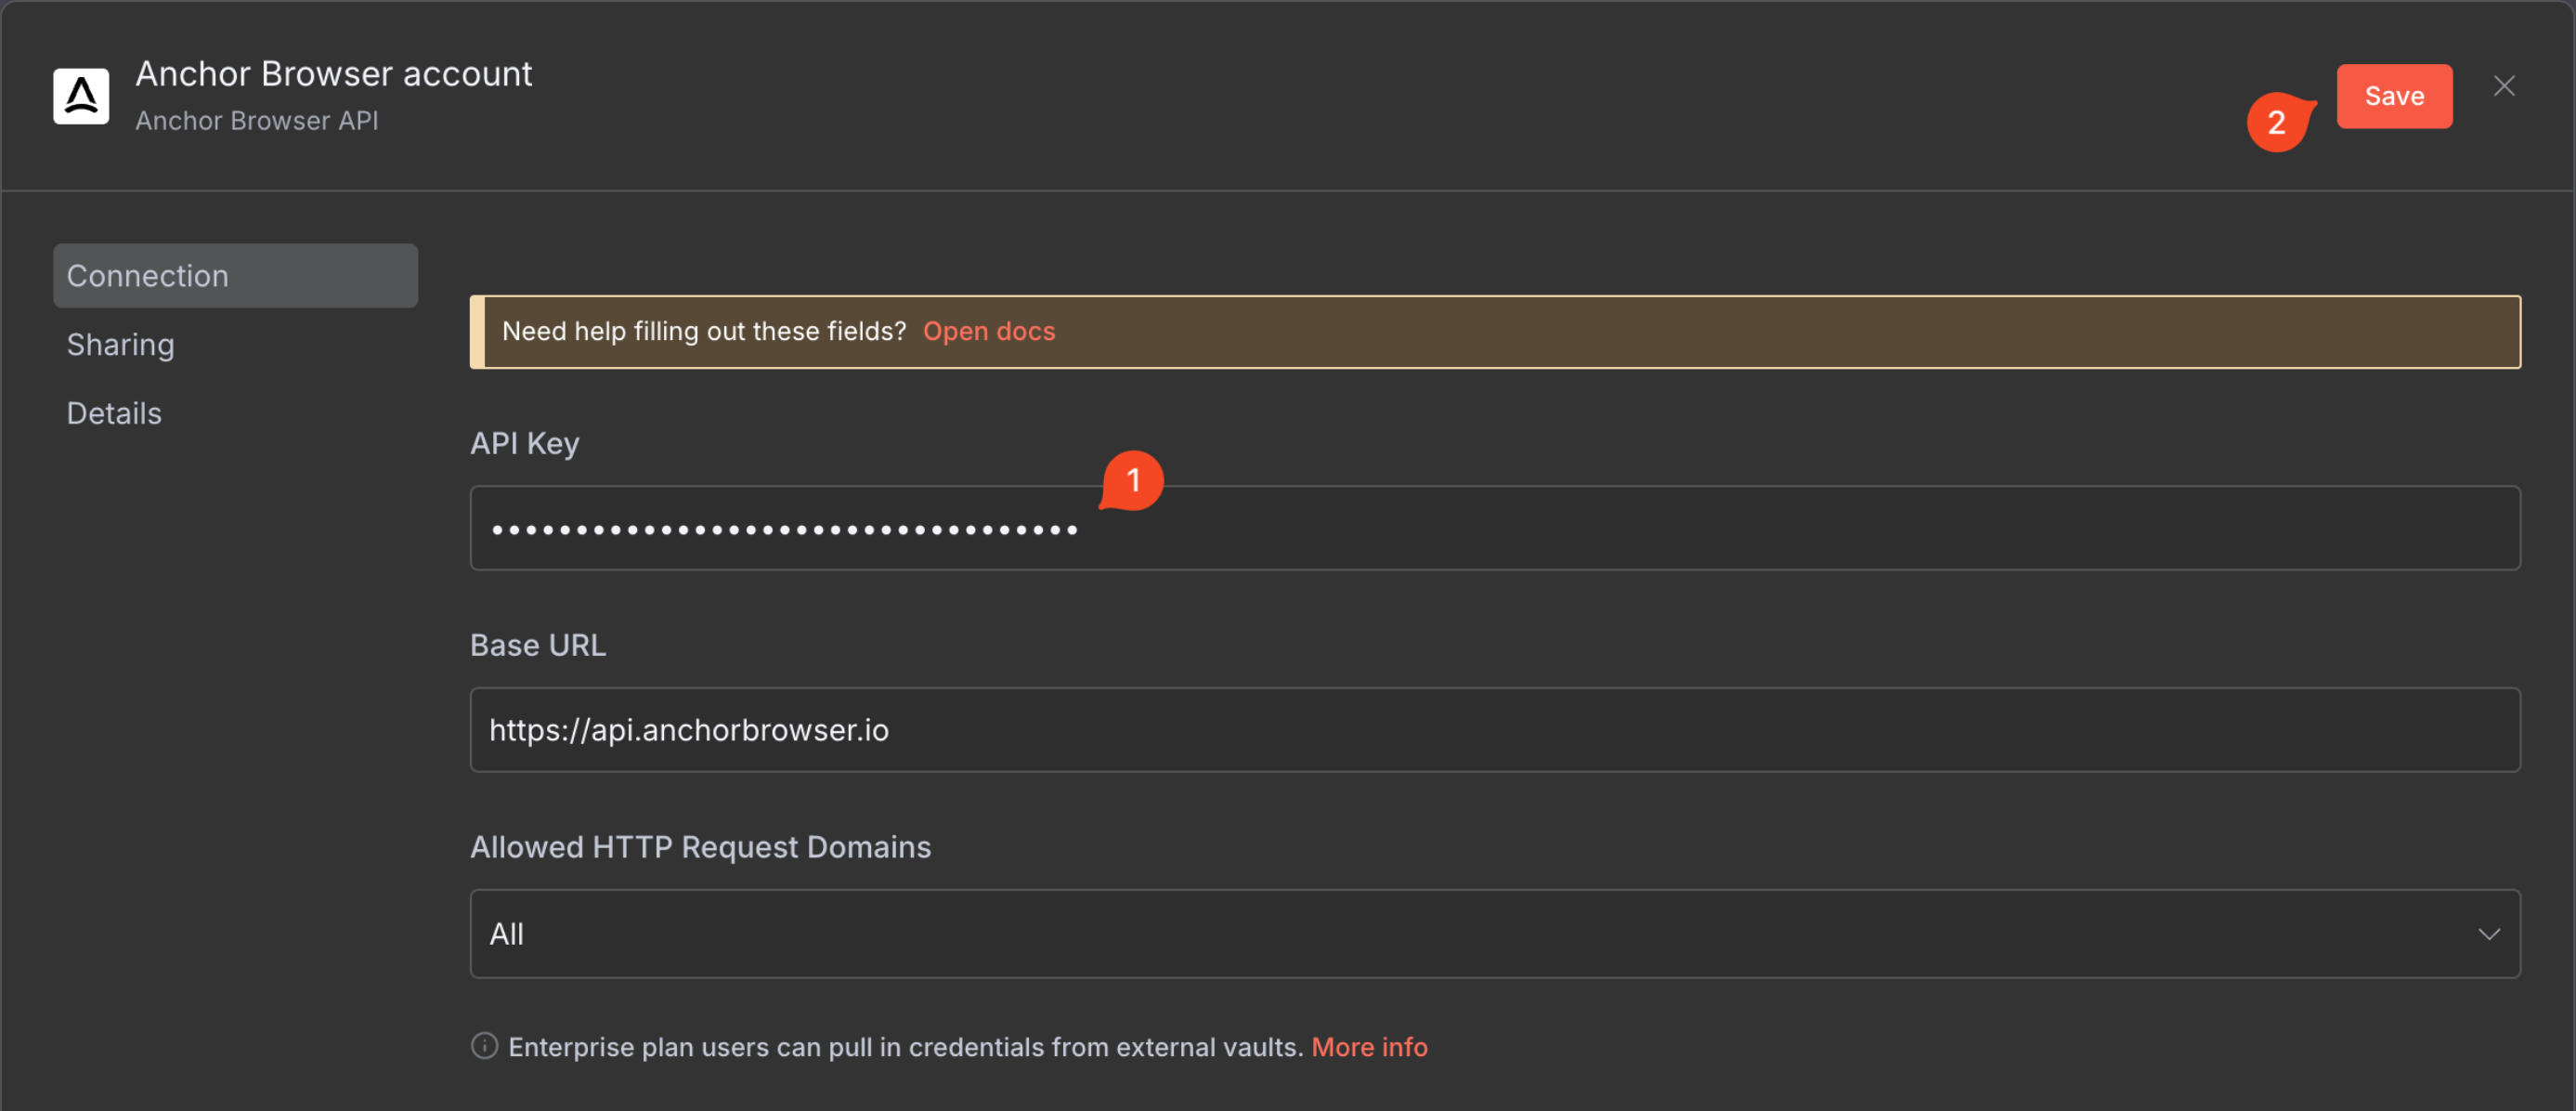 Anchor Browser account
Anchor Browser API
2
Save
Connection
Sharing
Details
Need help filling out these fields? Open docs
API Key
1
•••••••••••••••••••••••••••••••••••
Base URL
https://api.anchorbrowser.io
Allowed HTTP Request Domains
All
Enterprise plan users can pull in credentials from external vaults. More info